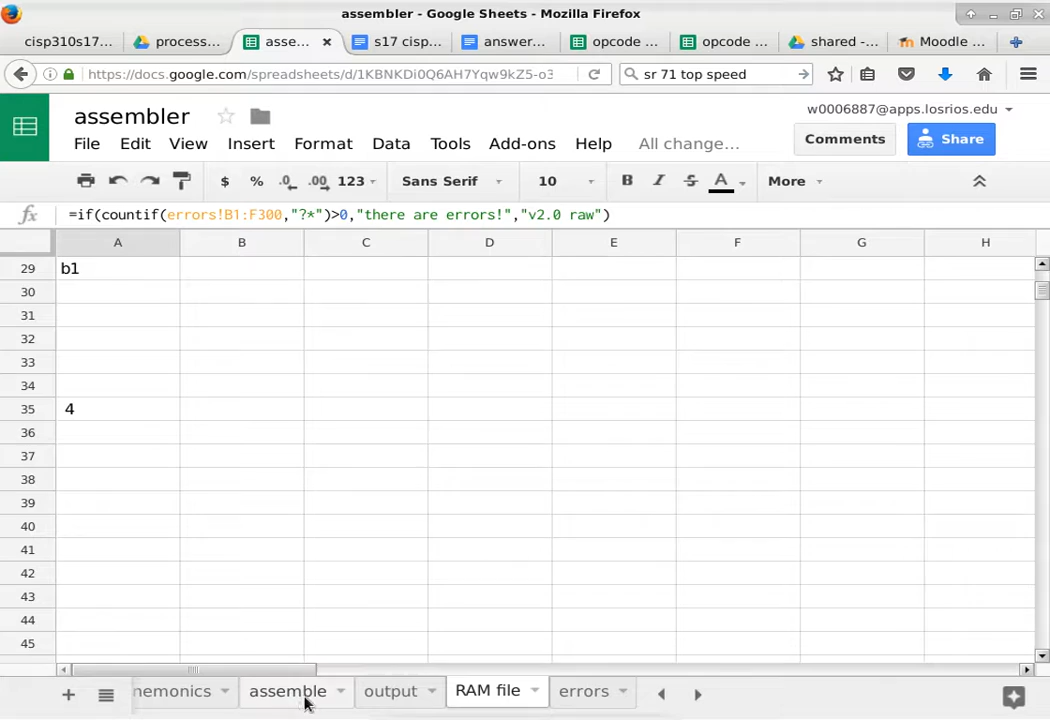 assembler - Google Sheets - Mozilla Firefox
cisp310s17... process... asse... s17 cisp... answer... opcode ... opcode ... shared -... Moodle ...
https://docs.google.com/spreadsheets/d/1KBNKDi0Q6AH7Yqw9kZ5-o3 sr 71 top speed
assembler w0006887@apps.losrios.edu
File Edit View Insert Format Data Tools Add-ons Help All change... Comments Share
$ % .0 .00 123 Sans Serif 10 B I S A More
fx =if(countif(errors!B1:F300,"?*")>0,"there are errors!","v2.0 raw")
A B C D E F G H
29 b1
30
31
32
33
34
35 4
36
37
38
39
40
41
42
43
44
45
nemonics assemble output RAM file errors